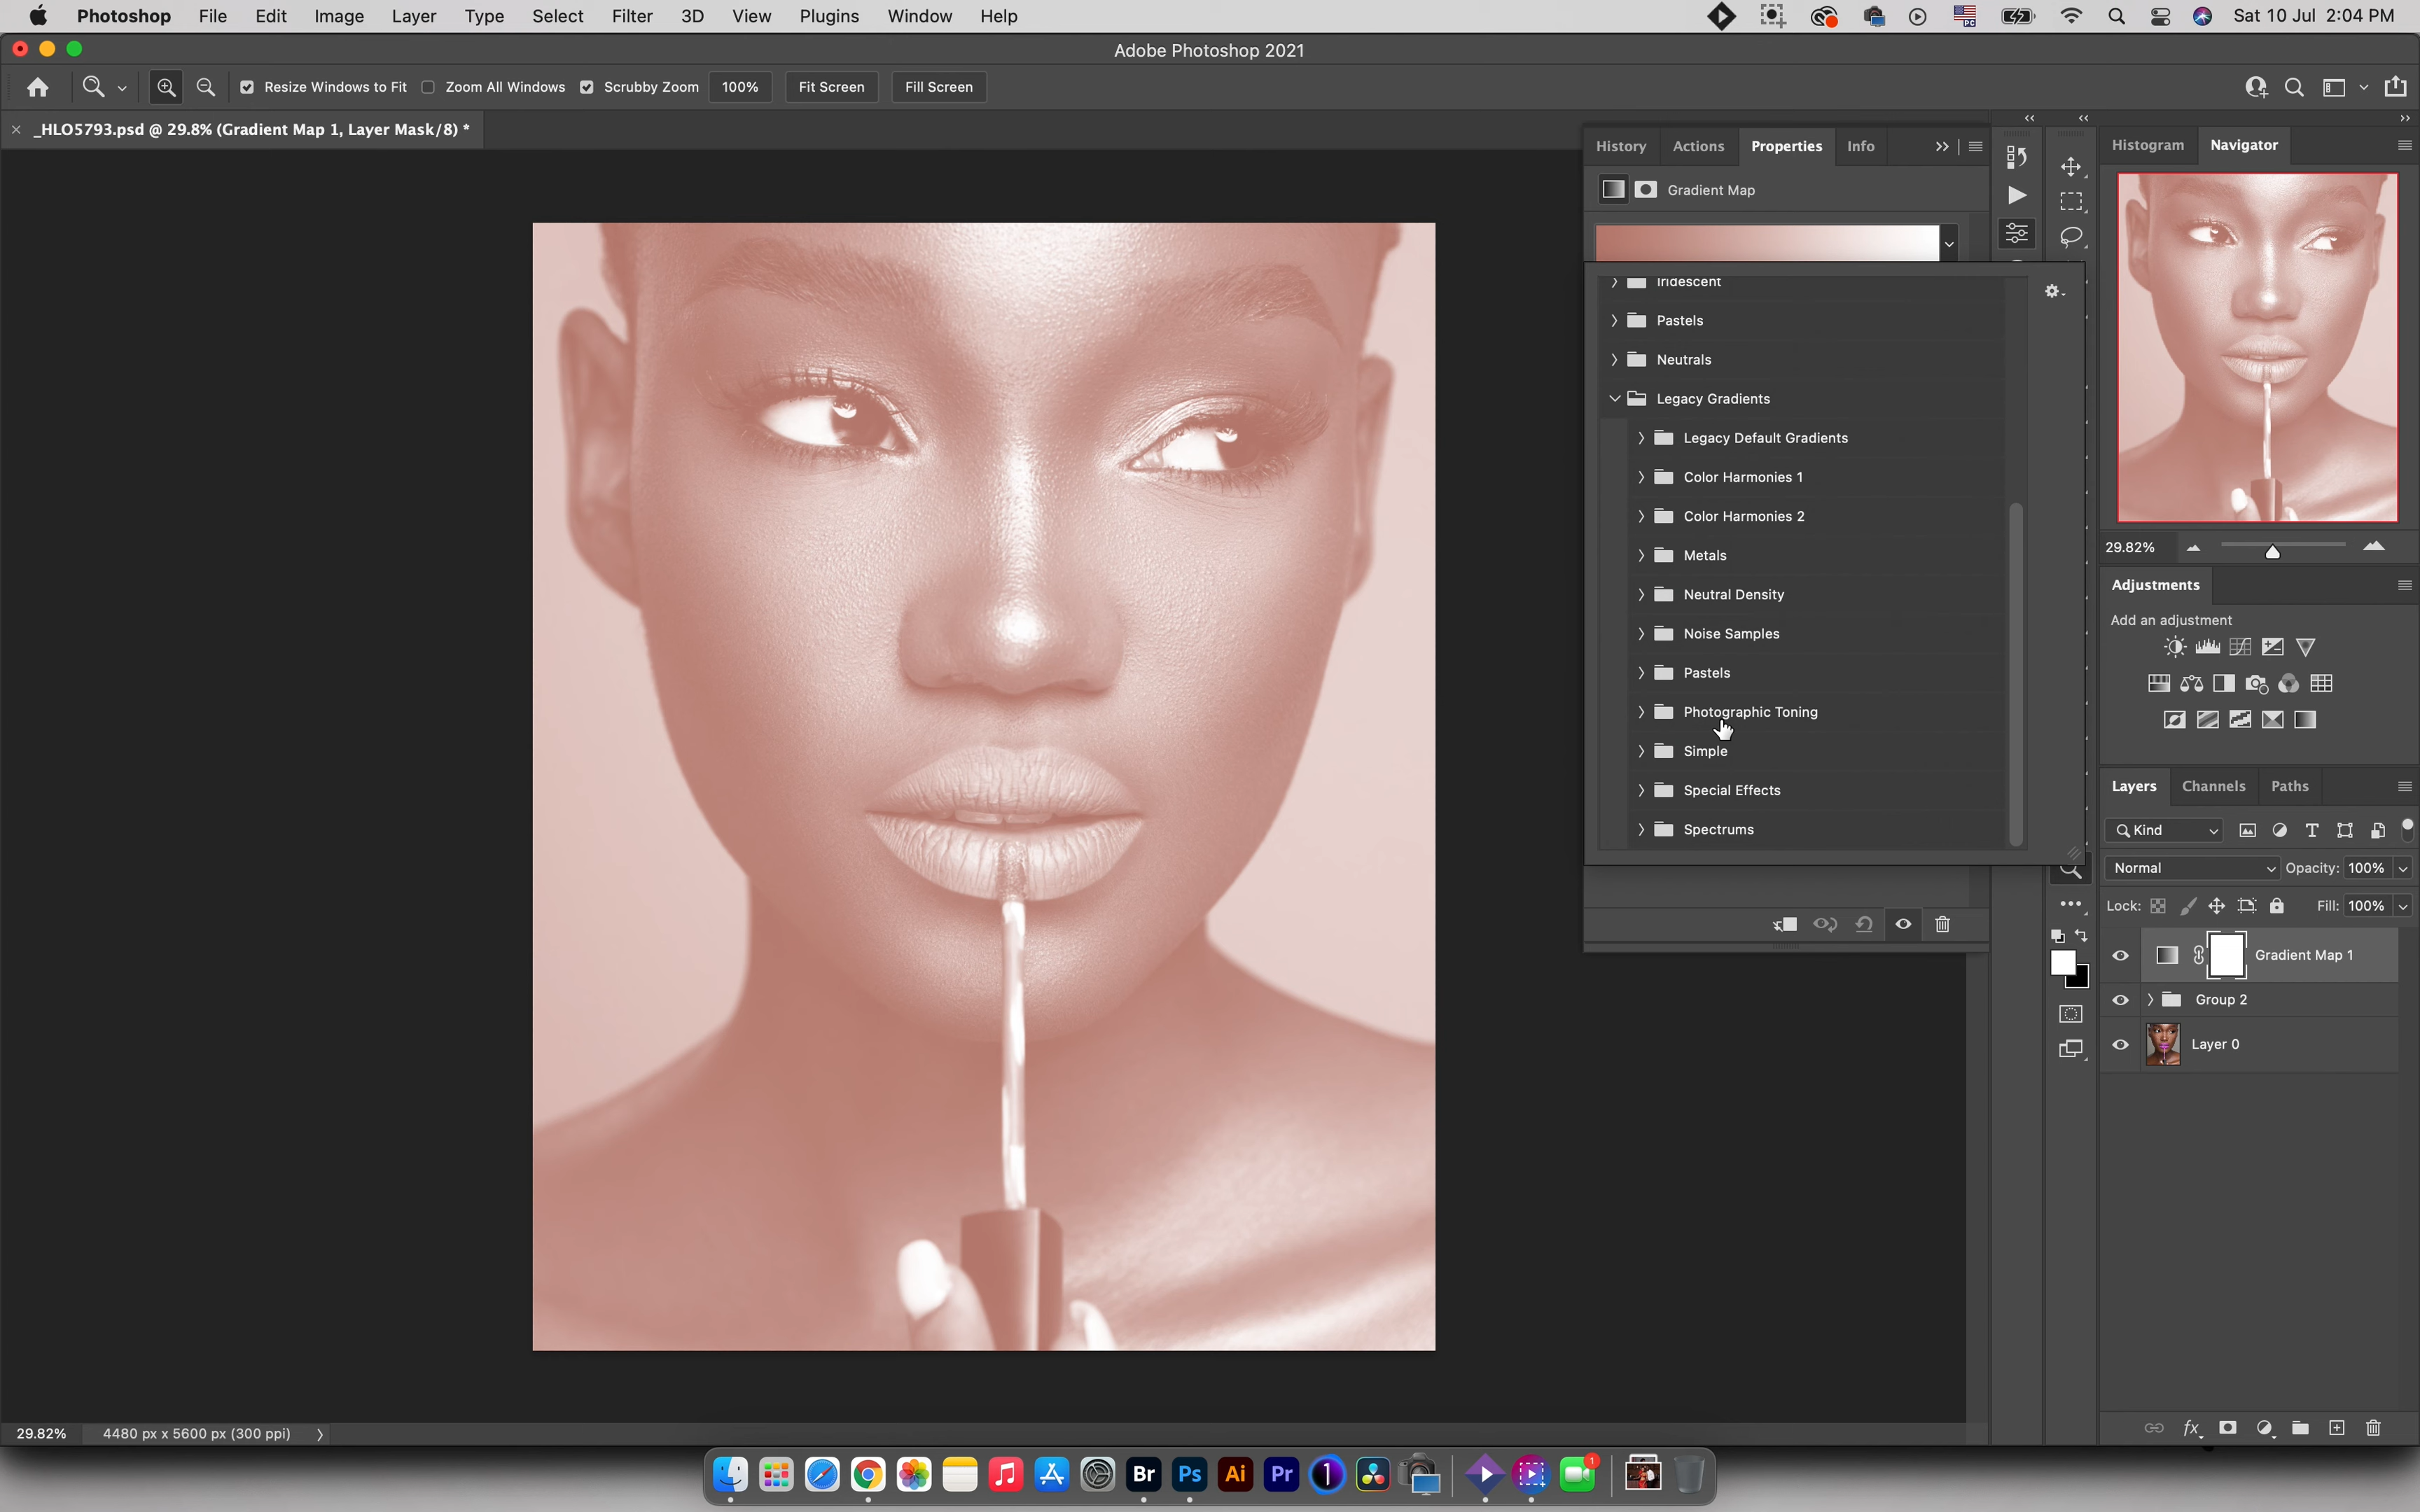 Photoshop File Edit Image Layer Type Select Filter 3D View Plugins Window Help Sat 10 Jul 2:04 PM
Adobe Photoshop 2021
Resize Windows to Fit Zoom All Windows Scrubby Zoom 100% Fit Screen Fill Screen
_HLO5793.psd @ 29.8% (Gradient Map 1, Layer Mask/8) *
History Actions Properties Info
Gradient Map
Iridescent
Pastels
Neutrals
Legacy Gradients
Legacy Default Gradients
Color Harmonies 1
Color Harmonies 2
Metals
Neutral Density
Noise Samples
Pastels
Photographic Toning
Simple
Special Effects
Spectrums
Histogram Navigator
29.82%
Adjustments
Add an adjustment
Layers Channels Paths
Kind
Normal Opacity: 100%
Lock: Fill: 100%
Gradient Map 1
Group 2
Layer 0
fx
29.82% 4480 px x 5600 px (300 ppi)
Br Ps Ai Pr 1 1